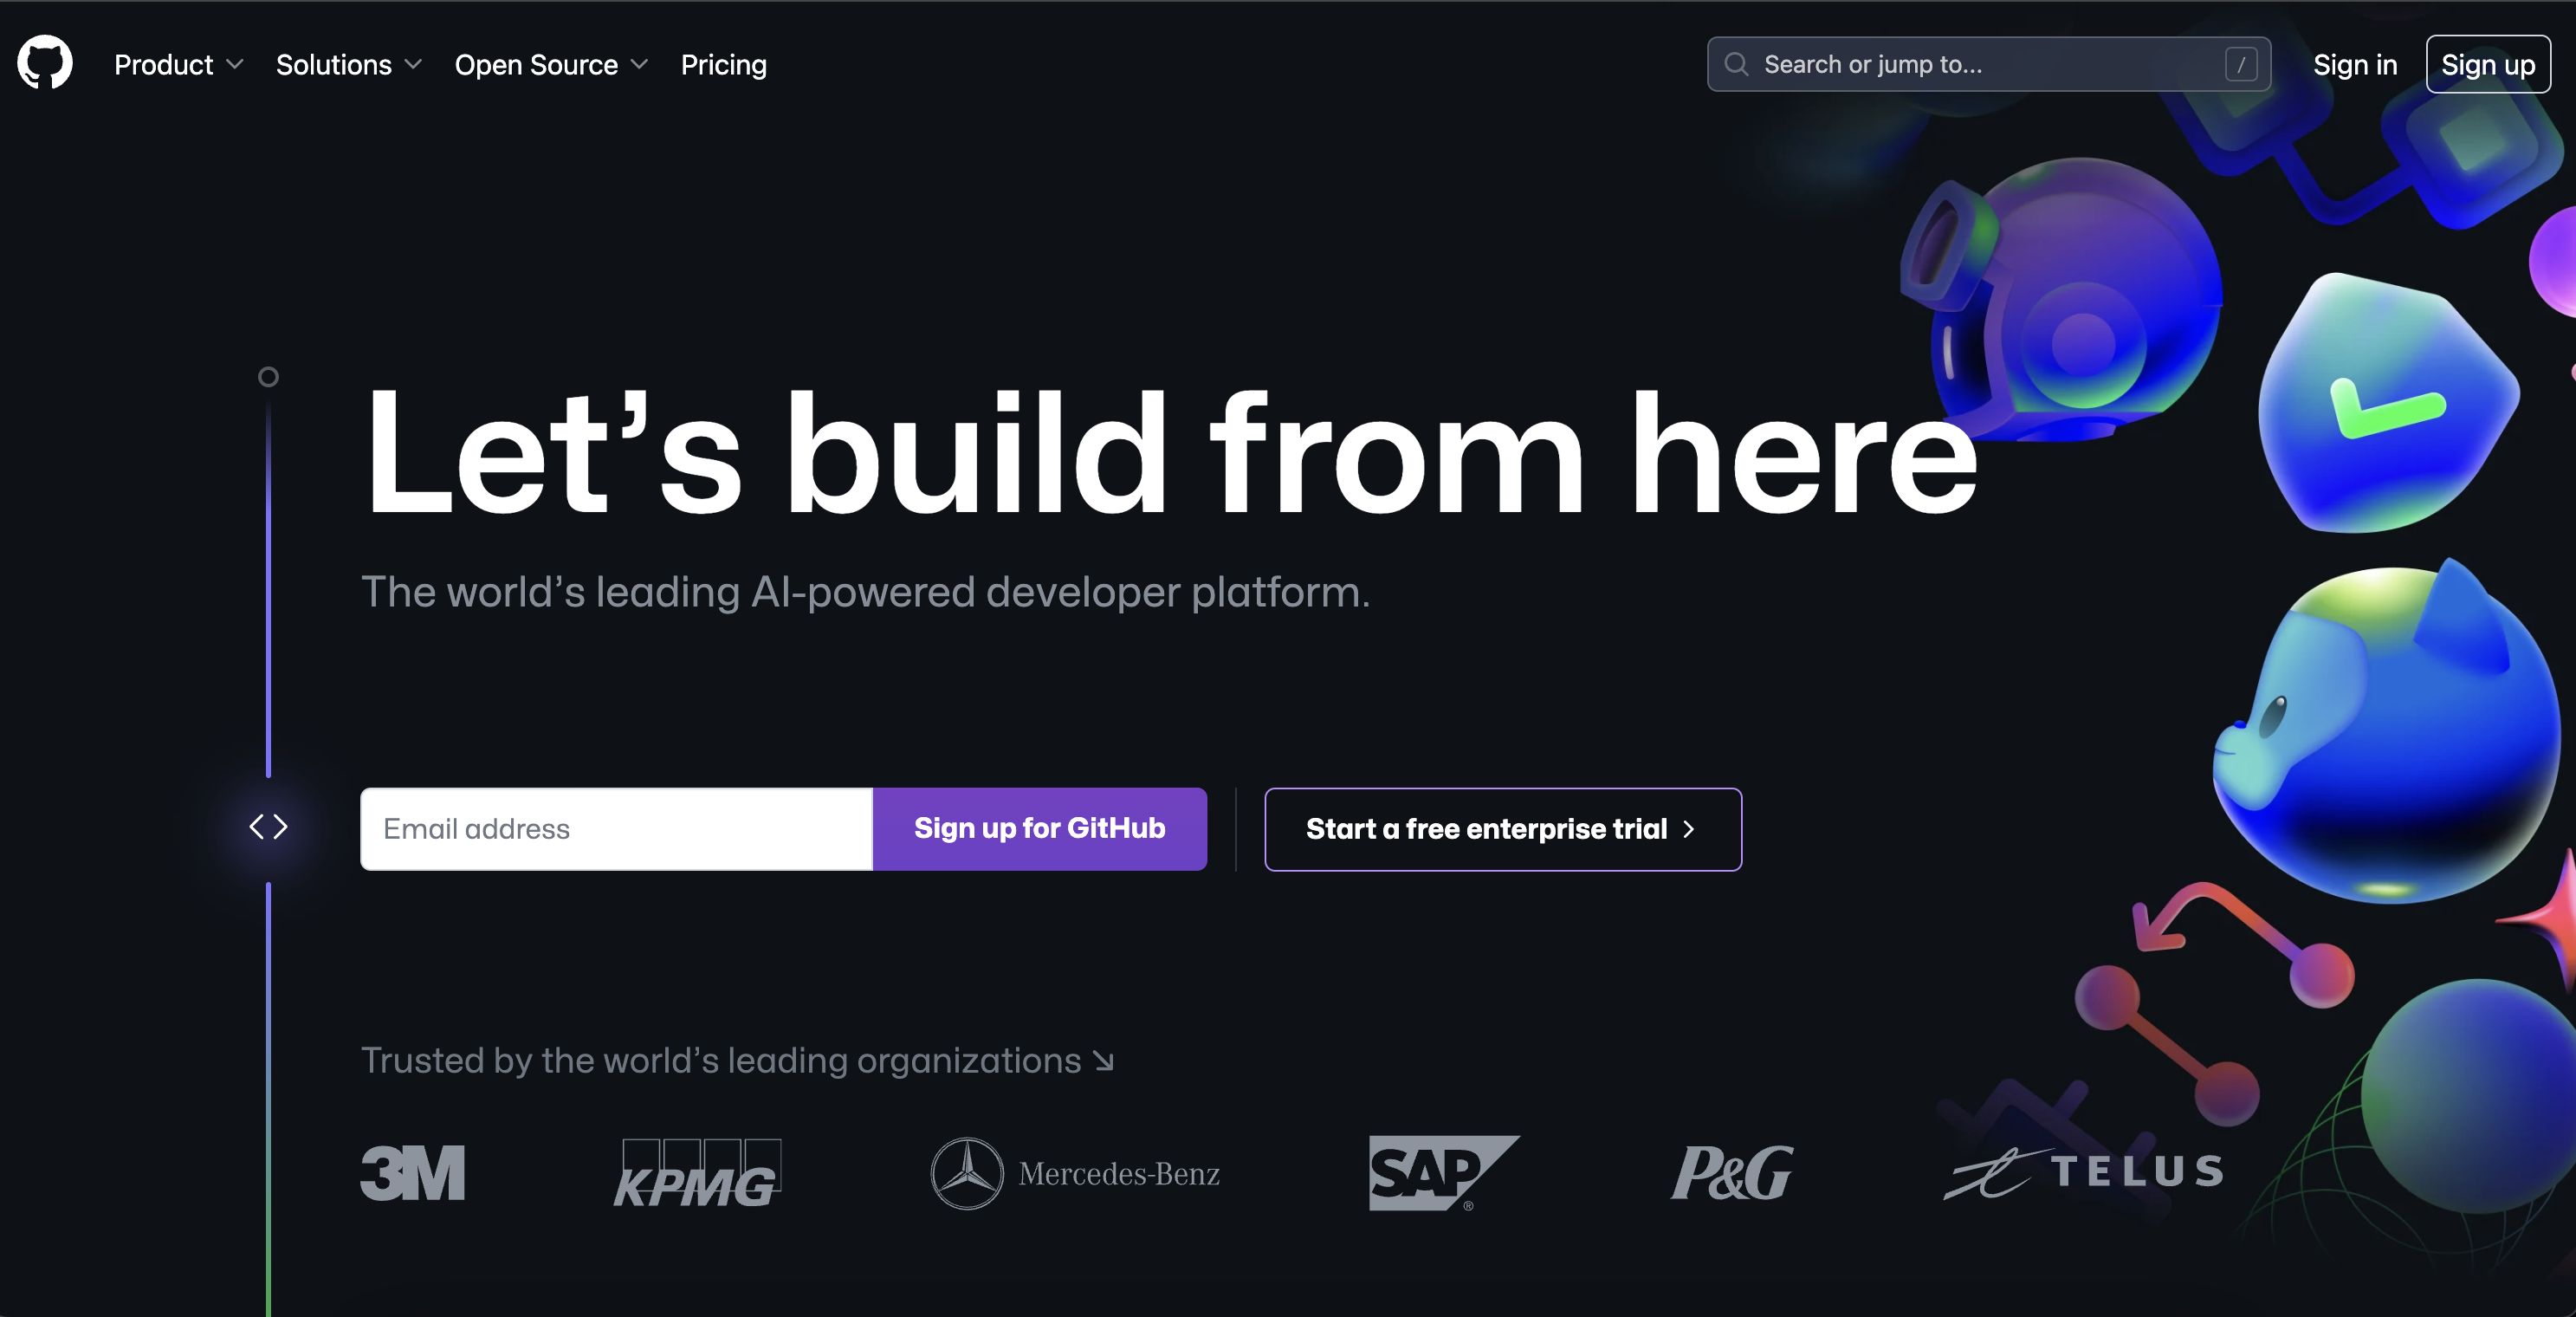 Product Solutions Open Source Pricing Search or jump to... / Sign in Sign up
Let’s build from here
The world’s leading AI-powered developer platform.
Email address Sign up for GitHub Start a free enterprise trial
Trusted by the world’s leading organizations
3M KPMG Mercedes-Benz SAP® P&G TELUS